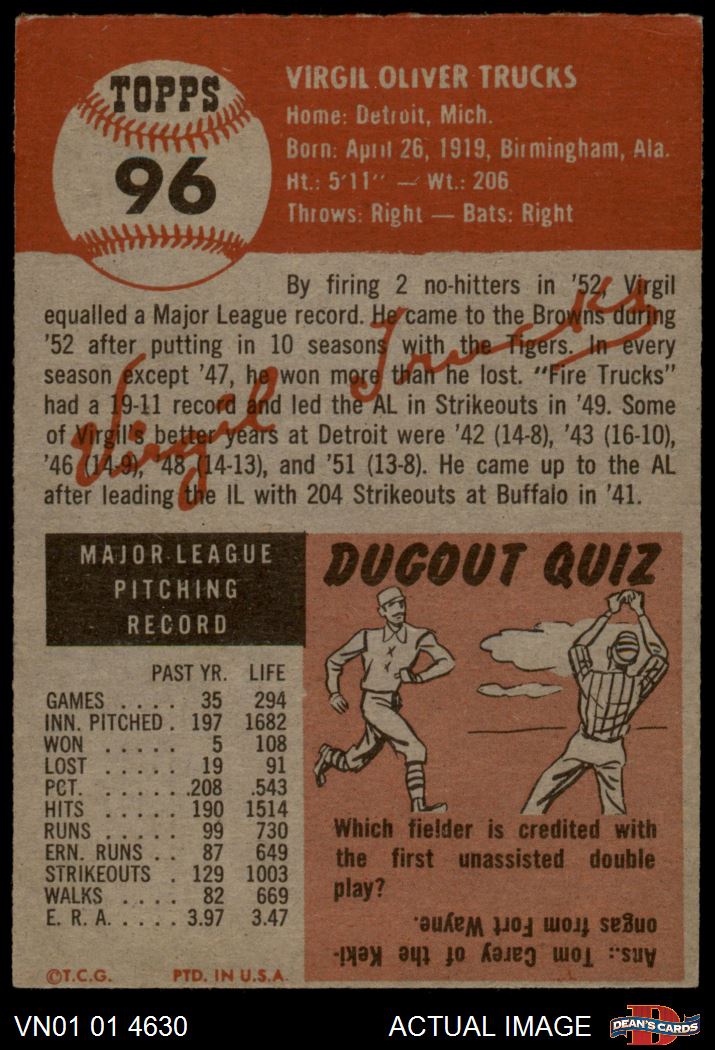 TOPPS
96
VIRGIL OLIVER TRUCKS
Home: Detroit, Mich.
Born: April 26, 1919, Birmingham, Ala.
Ht.: 5'11" — Wt.: 206
Throws: Right — Bats: Right
By firing 2 no-hitters in '52, Virgil
equalled a Major League record. He came to the Browns during
'52 after putting in 10 seasons with the Tigers. In every
season except '47, he won more than he lost. "Fire Trucks"
had a 19-11 record and led the AL in Strikeouts in '49. Some
of Virgil's better years at Detroit were '42 (14-8), '43 (16-10),
'46 (14-9), '48 (14-13), and '51 (13-8). He came up to the AL
after leading the IL with 204 Strikeouts at Buffalo in '41.
Virgil Trucks
MAJOR LEAGUE
PITCHING
RECORD
PAST YR. LIFE
GAMES . . . . 35 294
INN. PITCHED . 197 1682
WON . . . . . 5 108
LOST . . . . . 19 91
PCT. . . . . . .208 .543
HITS . . . . . 190 1514
RUNS . . . . . 99 730
ERN. RUNS . . 87 649
STRIKEOUTS . 129 1003
WALKS . . . . 82 669
E. R. A. . . . . 3.97 3.47
©T.C.G. PTD. IN U.S.A.
DUGOUT QUIZ
Which fielder is credited with
the first unassisted double
play?
Ans.: Tom Carey of the Keki-
ongas from Fort Wayne.
VN01 01 4630
ACTUAL IMAGE
D
DEAN'S CARDS